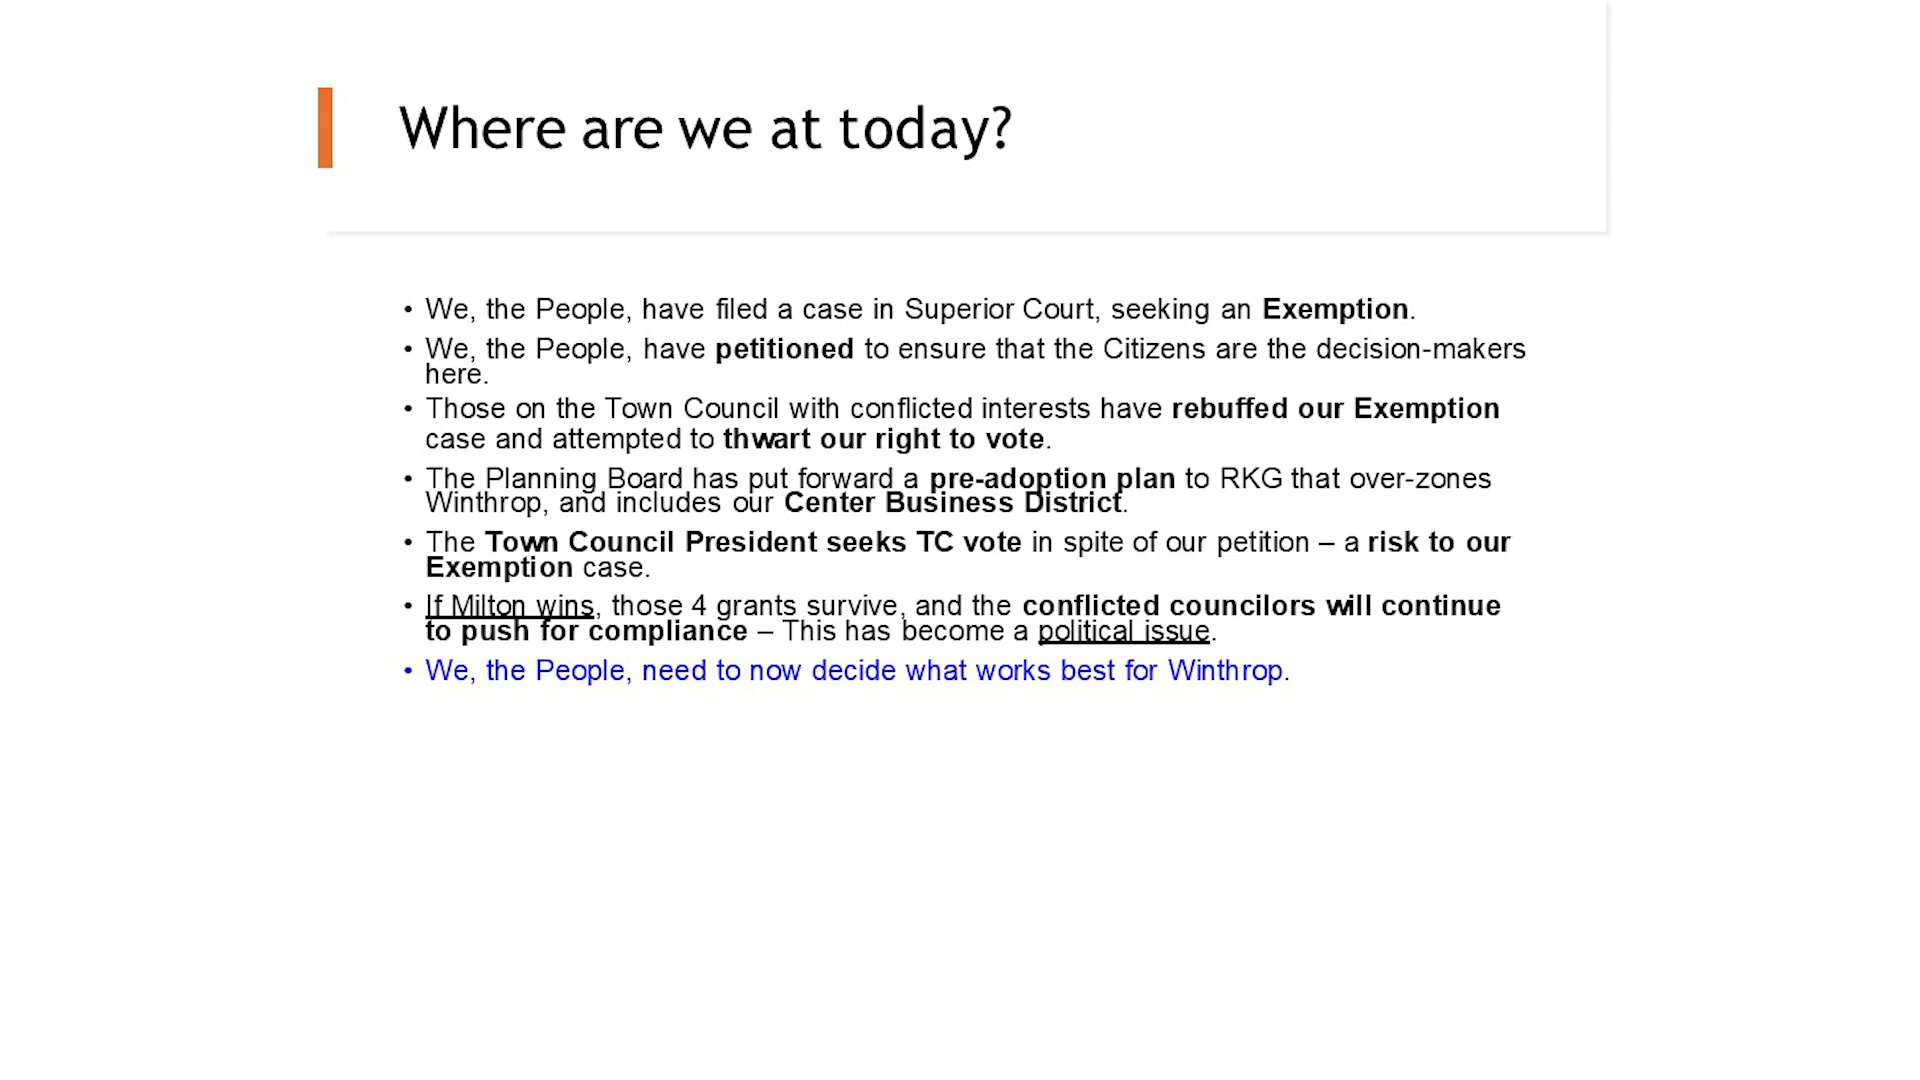 Where are we at today?
• We, the People, have filed a case in Superior Court, seeking an Exemption.
• We, the People, have petitioned to ensure that the Citizens are the decision-makers
here.
• Those on the Town Council with conflicted interests have rebuffed our Exemption
case and attempted to thwart our right to vote.
• The Planning Board has put forward a pre-adoption plan to RKG that over-zones
Winthrop, and includes our Center Business District.
• The Town Council President seeks TC vote in spite of our petition – a risk to our
Exemption case.
• If Milton wins, those 4 grants survive, and the conflicted councilors will continue
to push for compliance – This has become a political issue.
• We, the People, need to now decide what works best for Winthrop.